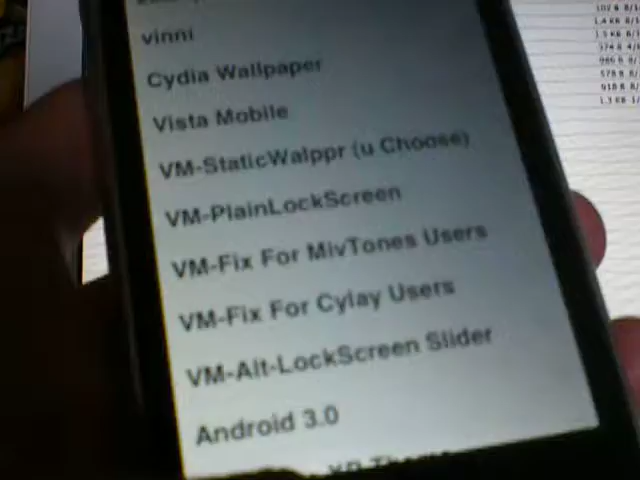 vinni
Cydia Wallpaper
Vista Mobile
VM-StaticWalppr (u Choose)
VM-PlainLockScreen
VM-Fix For MivTones Users
VM-Fix For Cylay Users
VM-Alt-LockScreen Slider
Android 3.0